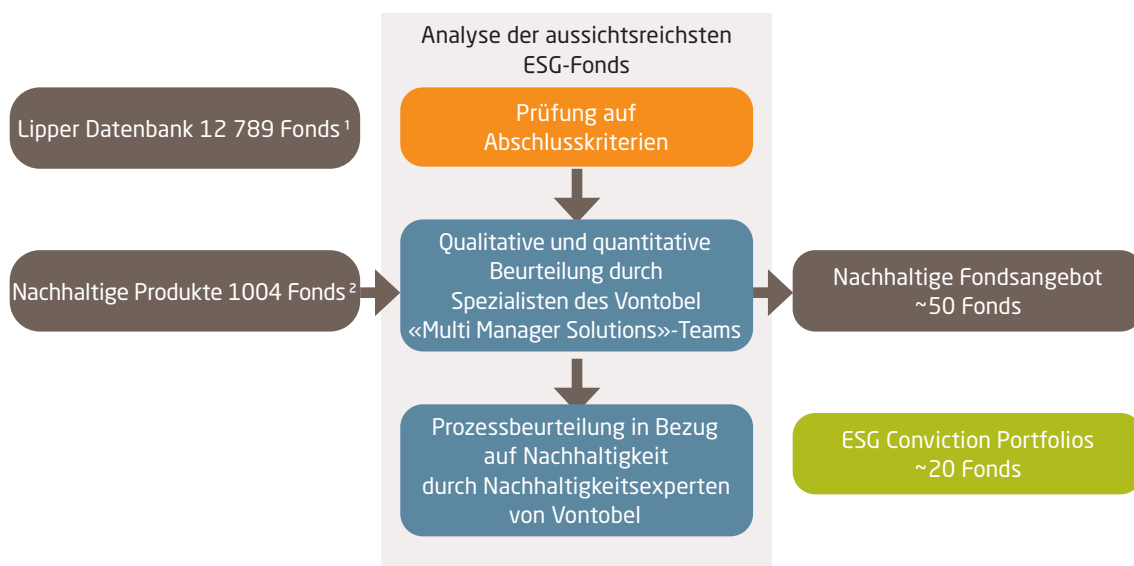 Analyse der aussichtsreichsten
ESG-Fonds
Lipper Datenbank 12 789 Fonds ¹
Prüfung auf
Abschlusskriterien
Nachhaltige Produkte 1004 Fonds ²
Qualitative und quantitative
Beurteilung durch
Spezialisten des Vontobel
«Multi Manager Solutions»-Teams
Nachhaltige Fondsangebot
~50 Fonds
Prozessbeurteilung in Bezug
auf Nachhaltigkeit
durch Nachhaltigkeitsexperten
von Vontobel
ESG Conviction Portfolios
~20 Fonds